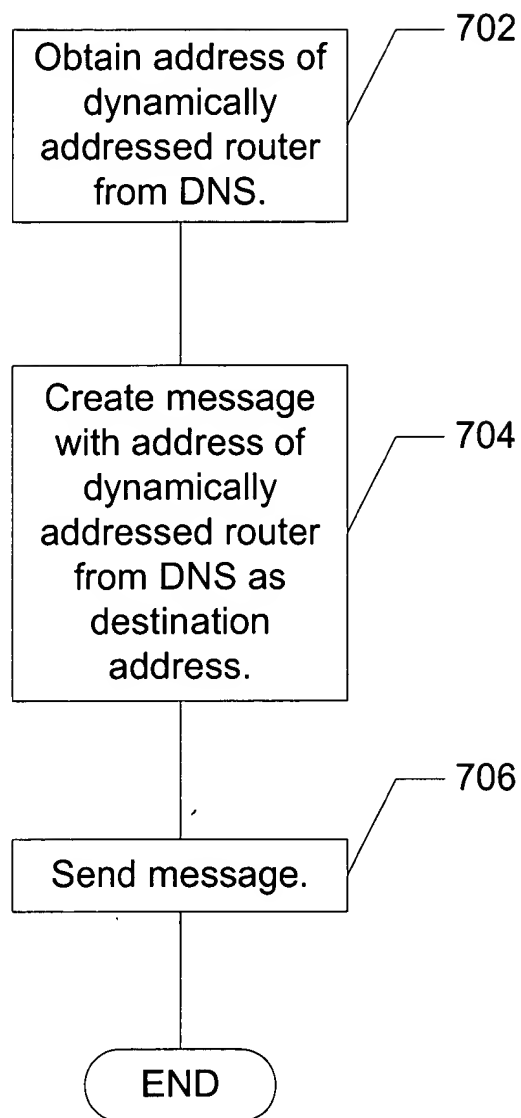 702
Obtain address of
dynamically
addressed router
from DNS.
704
Create message
with address of
dynamically
addressed router
from DNS as
destination
address.
706
Send message.
END